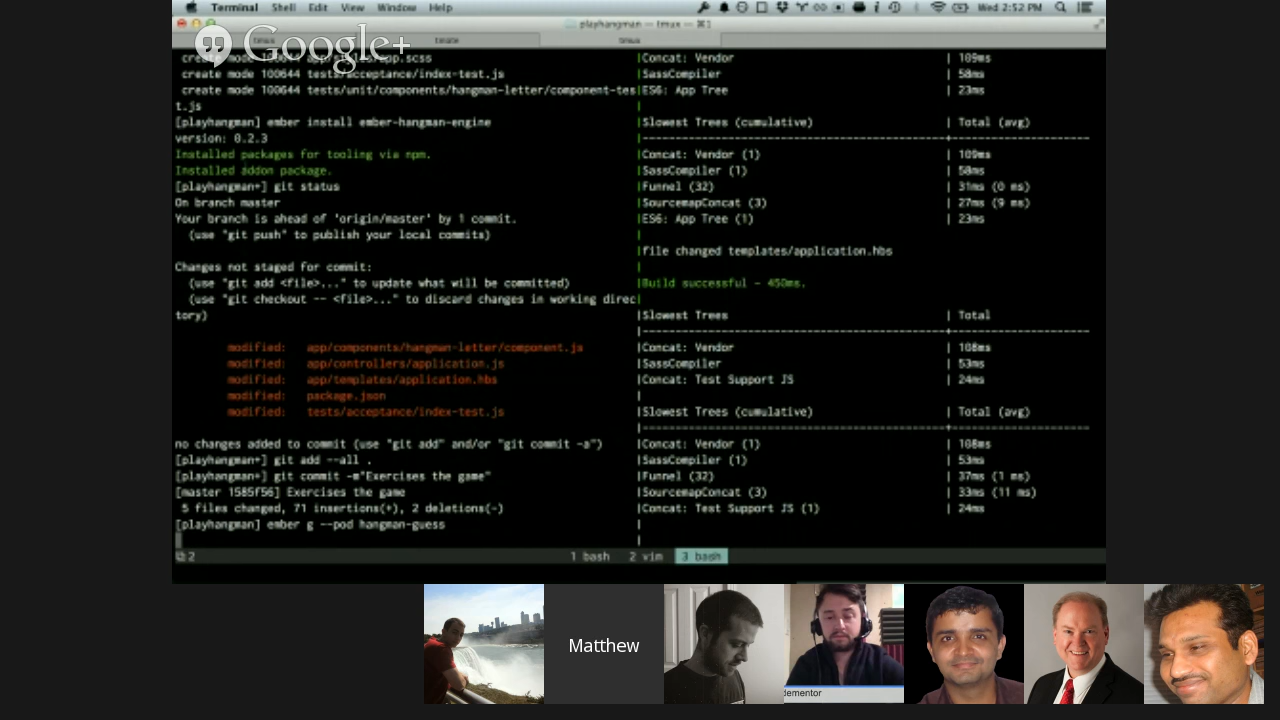 Terminal Shell Edit View Window Help Wed 2:52 PM
playhangman — tmux — ⌘1
tmux tmate tmux
Google+
create mode 100644 tests/acceptance/index-test.js
create mode 100644 tests/unit/components/hangman-letter/component-tes
t.js
[playhangman] ember install ember-hangman-engine
version: 0.2.3
Installed packages for tooling via npm.
Installed addon package.
[playhangman+] git status
On branch master
Your branch is ahead of 'origin/master' by 1 commit.
(use "git push" to publish your local commits)
Changes not staged for commit:
(use "git add <file>..." to update what will be committed)
(use "git checkout -- <file>..." to discard changes in working direc
tory)
modified: app/components/hangman-letter/component.js
modified: app/controllers/application.js
modified: app/templates/application.hbs
modified: package.json
modified: tests/acceptance/index-test.js
no changes added to commit (use "git add" and/or "git commit -a")
[playhangman+] git add --all .
[playhangman+] git commit -m"Exercises the game"
[master 1585f56] Exercises the game
5 files changed, 71 insertions(+), 2 deletions(-)
[playhangman] ember g --pod hangman-guess
Concat: Vendor | 109ms
SassCompiler | 58ms
ES6: App Tree | 23ms
Slowest Trees (cumulative) | Total (avg)
Concat: Vendor (1) | 109ms
SassCompiler (1) | 58ms
Funnel (32) | 31ms (0 ms)
SourcemapConcat (3) | 27ms (9 ms)
ES6: App Tree (1) | 23ms
file changed templates/application.hbs
Build successful - 450ms.
Slowest Trees | Total
Concat: Vendor | 108ms
SassCompiler | 53ms
Concat: Test Support JS | 24ms
Slowest Trees (cumulative) | Total (avg)
Concat: Vendor (1) | 108ms
SassCompiler (1) | 53ms
Funnel (32) | 37ms (1 ms)
SourcemapConcat (3) | 33ms (11 ms)
Concat: Test Support JS (1) | 24ms
2 1 bash 2 vim 3 bash
Matthew
dementor